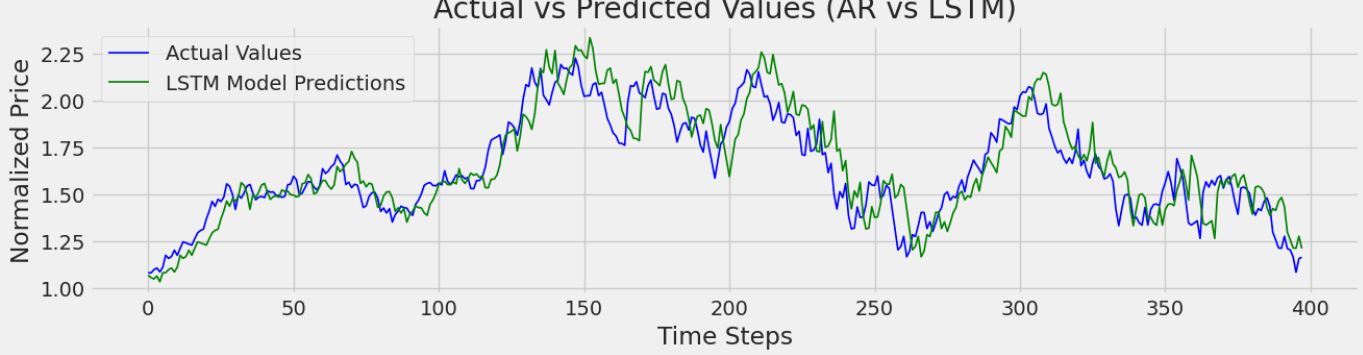 Actual vs Predicted Values (AR vs LSTM)
Actual Values
LSTM Model Predictions
Normalized Price
2.25
2.00
1.75
1.50
1.25
1.00
0 50 100 150 200 250 300 350 400
Time Steps